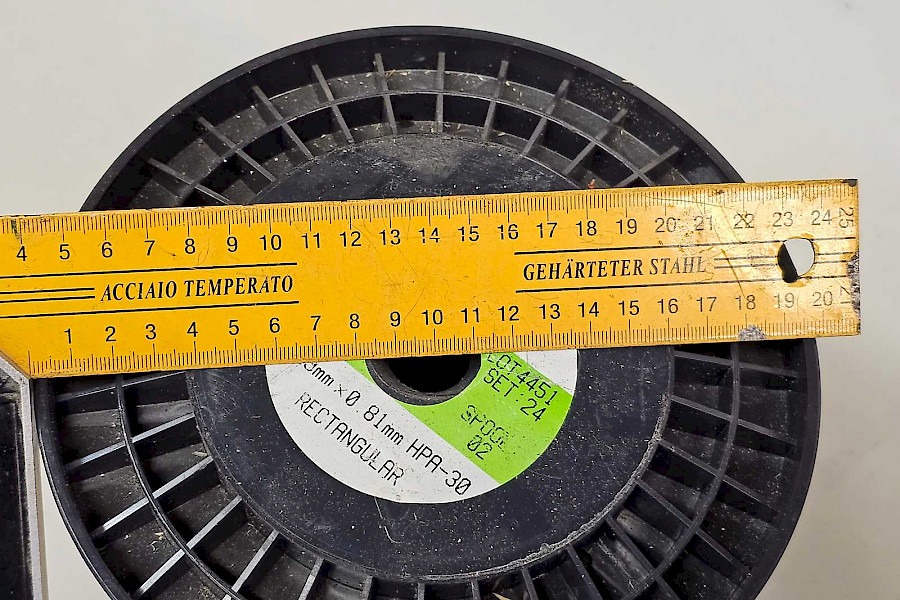 4 5 6 7 8 9 10 11 12 13 14 15 16 17 18 19 20 21 22 23 24 25
ACCIAIO TEMPERATO
GEHÄRTETER STAHL
1 2 3 4 5 6 7 8 9 10 11 12 13 14 15 16 17 18 19 20
LOT4451
SET:24
SPOOL
02
3mm×0.81mm HPA-30
RECTANGULAR